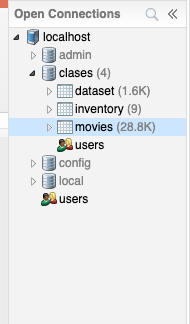 Open Connections
localhost
admin
clases (4)
dataset (1.6K)
inventory (9)
movies (28.8K)
users
config
local
users